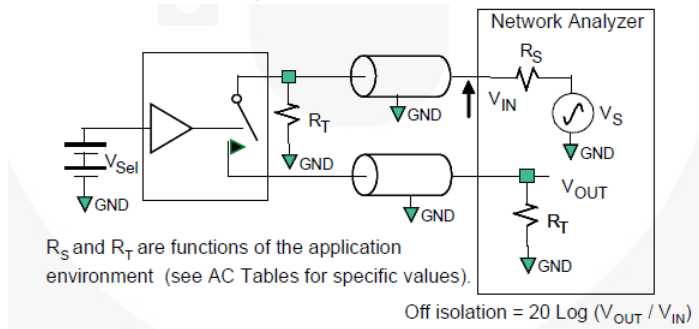 Network Analyzer
RS
VIN
VS
GND
RT
GND
GND
VSel
GND
GND
VOUT
RT
GND
RS and RT are functions of the application
environment (see AC Tables for specific values).
Off isolation = 20 Log (VOUT / VIN)